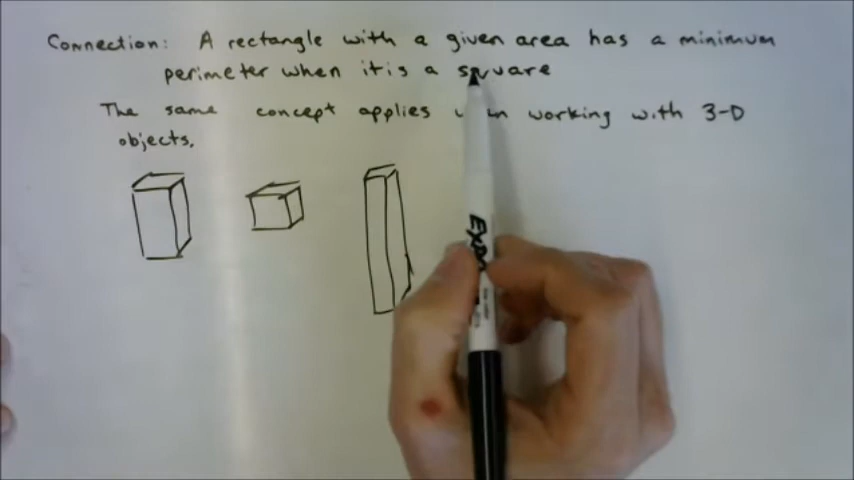 Connection: A rectangle with a given area has a minimum
perimeter when it is a square
The same concept applies working with 3-D
objects.
EXPO